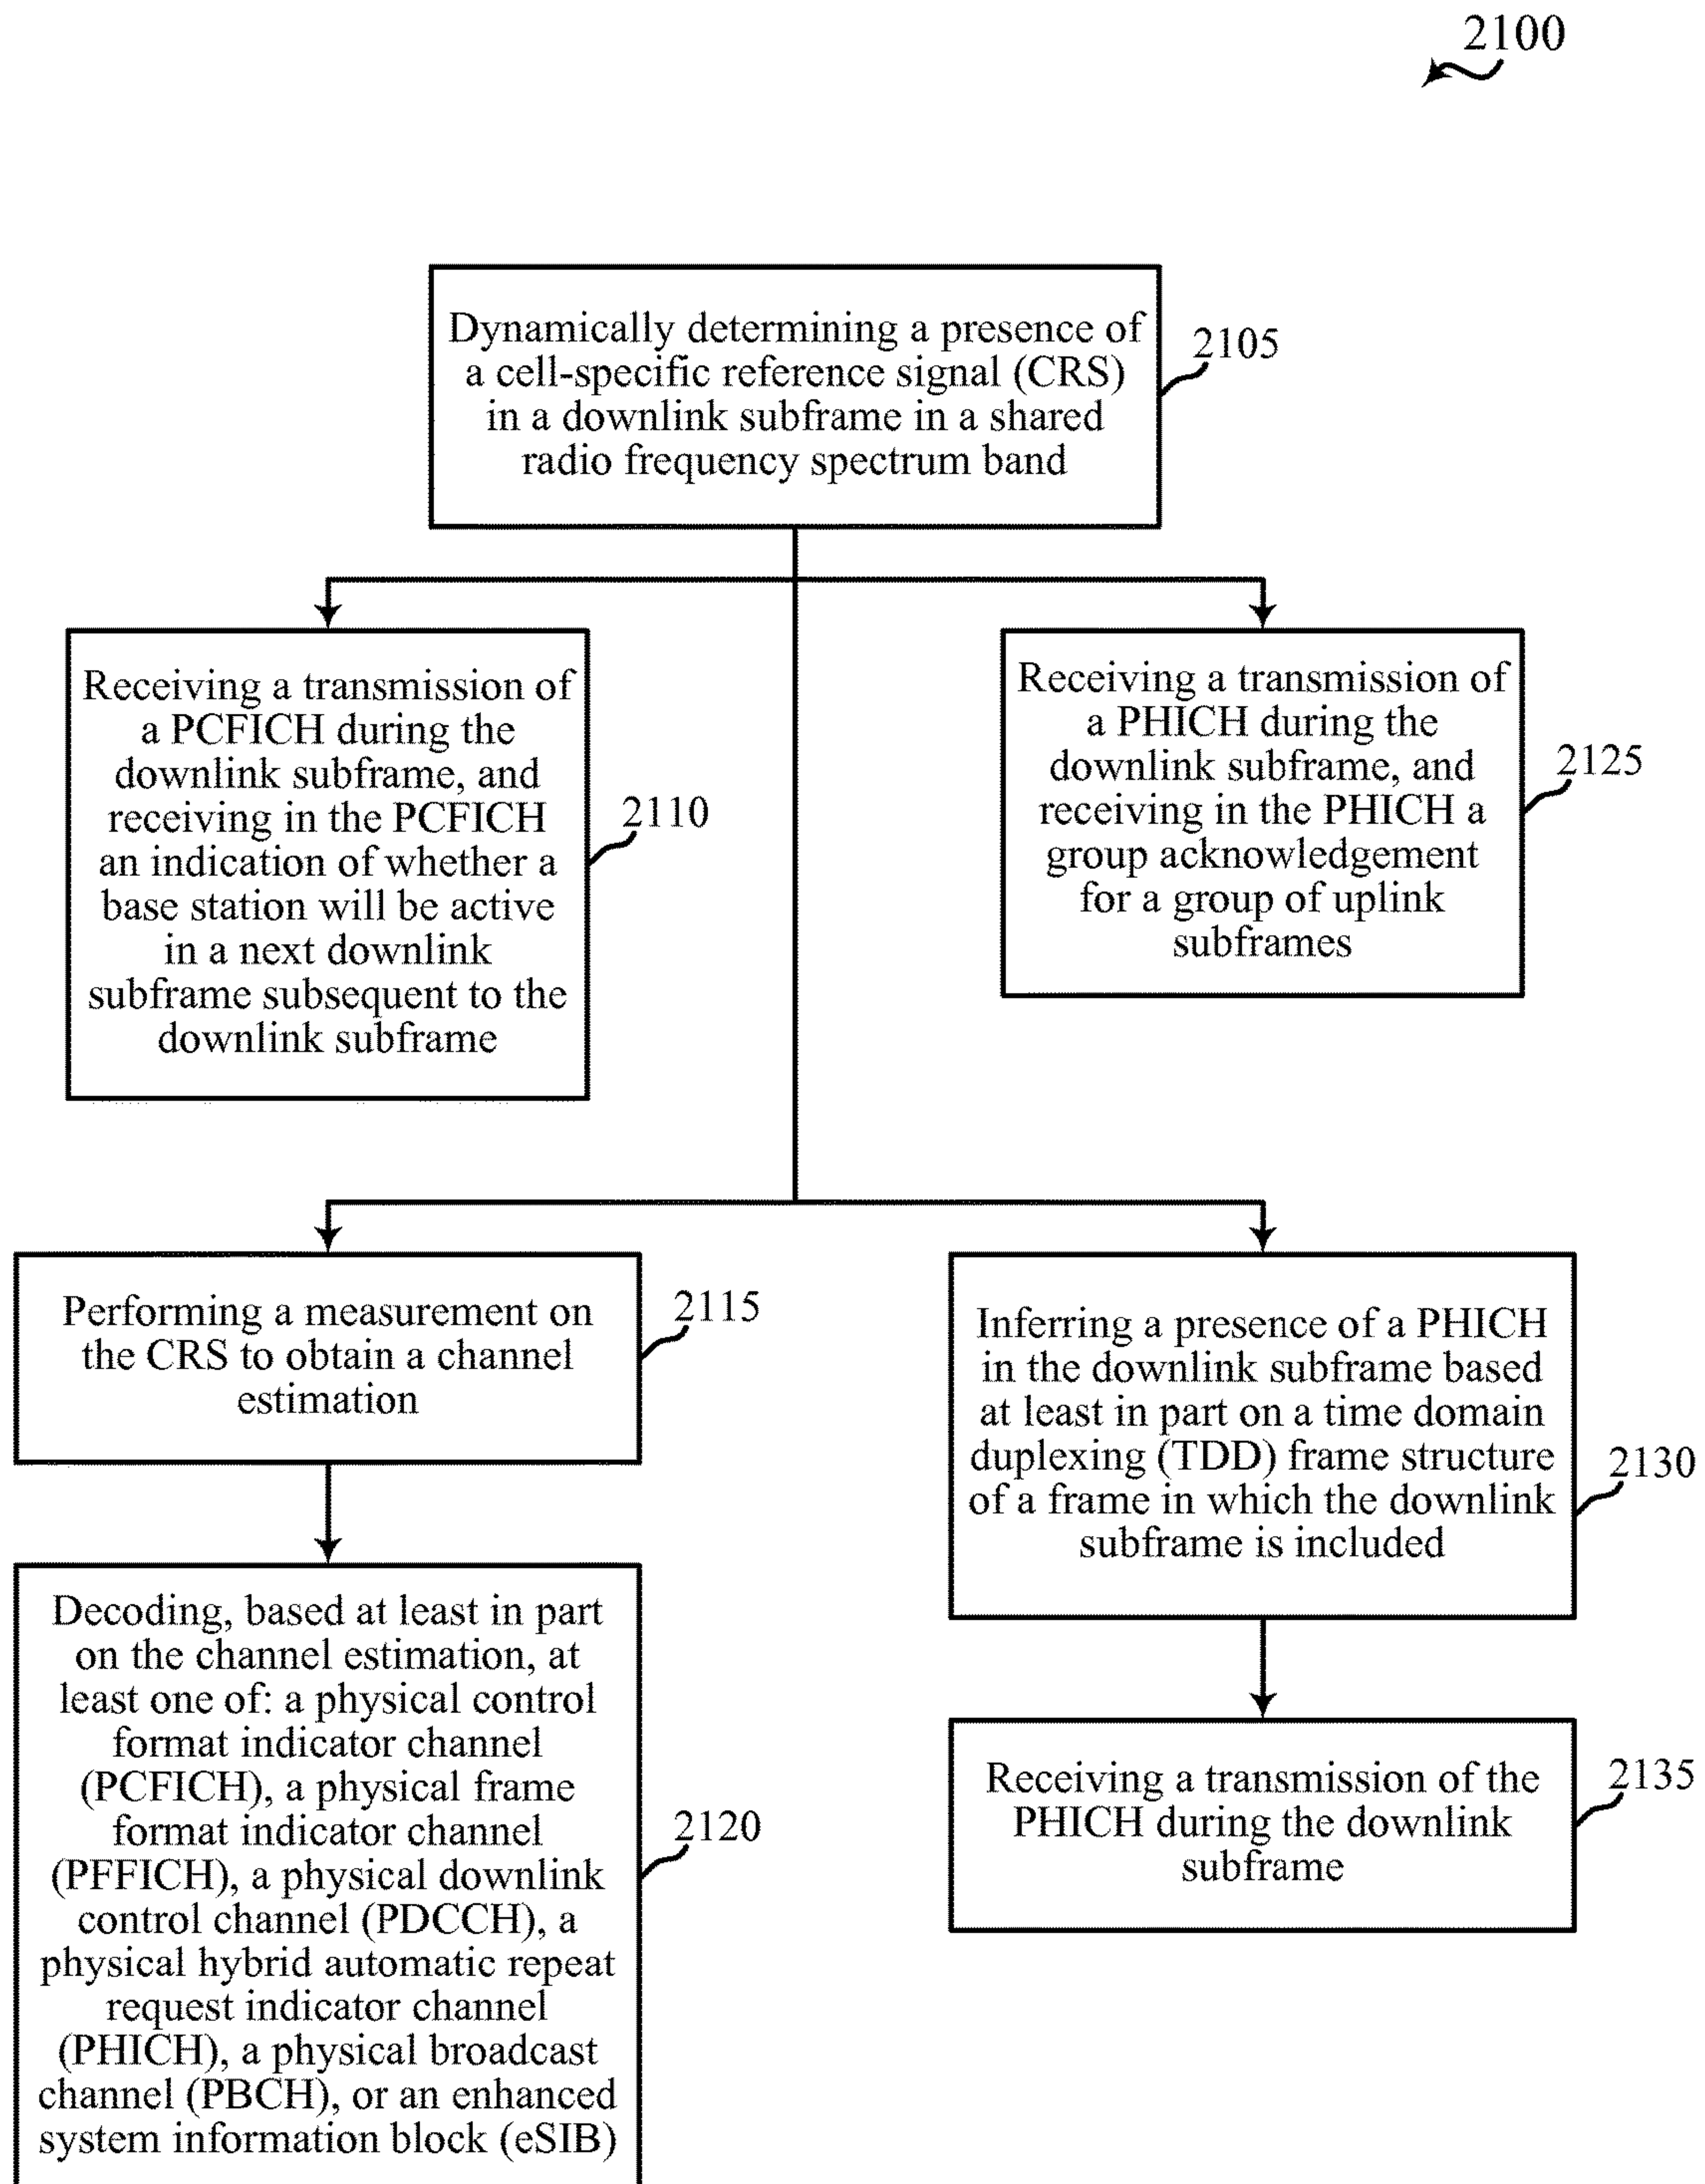 2100
Dynamically determining a presence of
a cell-specific reference signal (CRS)
in a downlink subframe in a shared
radio frequency spectrum band
2105
Receiving a transmission of
a PCFICH during the
downlink subframe, and
receiving in the PCFICH
an indication of whether a
base station will be active
in a next downlink
subframe subsequent to the
downlink subframe
2110
Receiving a transmission of
a PHICH during the
downlink subframe, and
receiving in the PHICH a
group acknowledgement
for a group of uplink
subframes
2125
Performing a measurement on
the CRS to obtain a channel
estimation
2115
Decoding, based at least in part
on the channel estimation, at
least one of: a physical control
format indicator channel
(PCFICH), a physical frame
format indicator channel
(PFFICH), a physical downlink
control channel (PDCCH), a
physical hybrid automatic repeat
request indicator channel
(PHICH), a physical broadcast
channel (PBCH), or an enhanced
system information block (eSIB)
2120
Inferring a presence of a PHICH
in the downlink subframe based
at least in part on a time domain
duplexing (TDD) frame structure
of a frame in which the downlink
subframe is included
2130
Receiving a transmission of the
PHICH during the downlink
subframe
2135